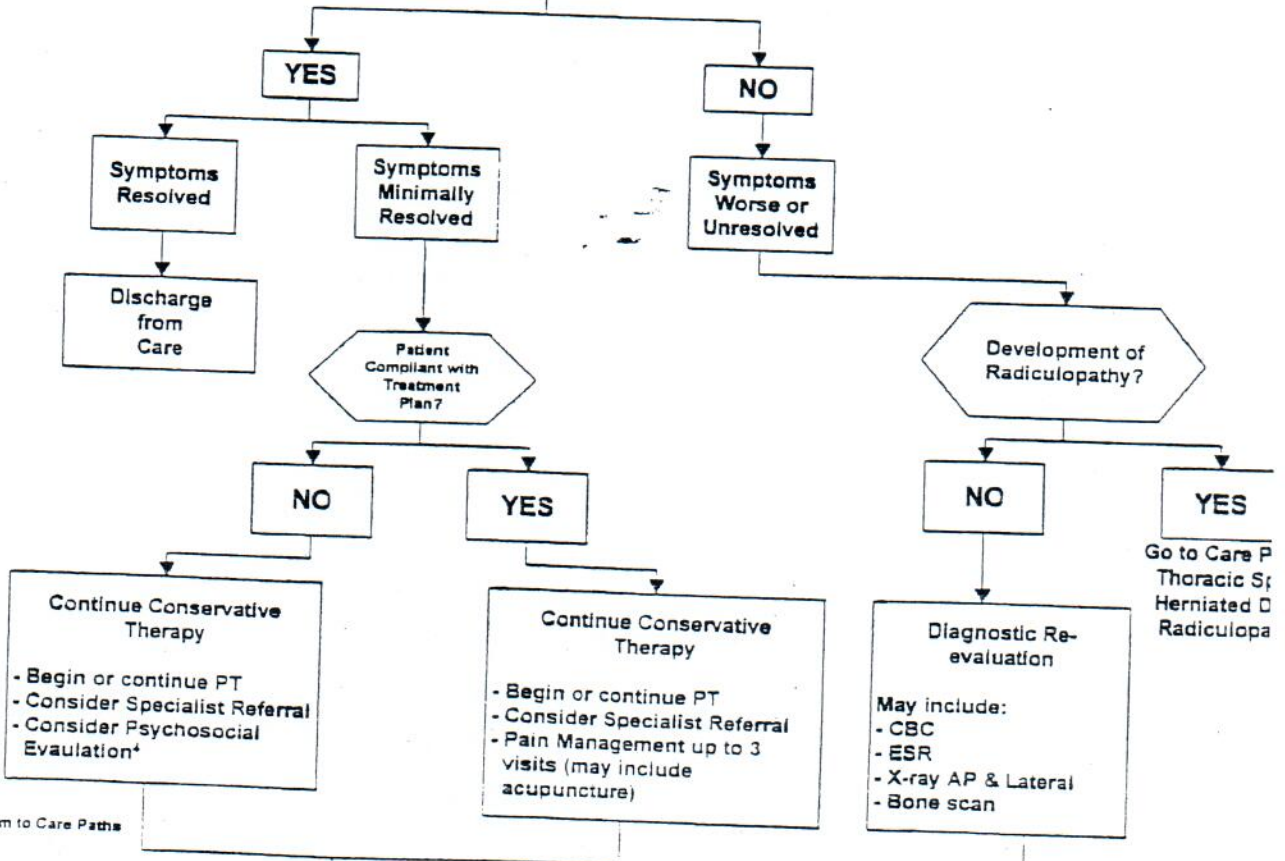 YES
NO
Symptoms
Resolved
Symptoms
Minimally
Resolved
Symptoms
Worse or
Unresolved
Discharge
from
Care
Patient
Compliant with
Treatment
Plan?
Development of
Radiculopathy?
NO
YES
NO
YES
Go to Care P
Thoracic Sp
Herniated D
Radiculopa
Continue Conservative
Therapy
- Begin or continue PT
- Consider Specialist Referral
- Consider Psychosocial
Evaulation⁴
Continue Conservative
Therapy
- Begin or continue PT
- Consider Specialist Referral
- Pain Management up to 3
visits (may include
acupuncture)
Diagnostic Re-
evaluation
May include:
- CBC
- ESR
- X-ray AP & Lateral
- Bone scan
m to Care Paths